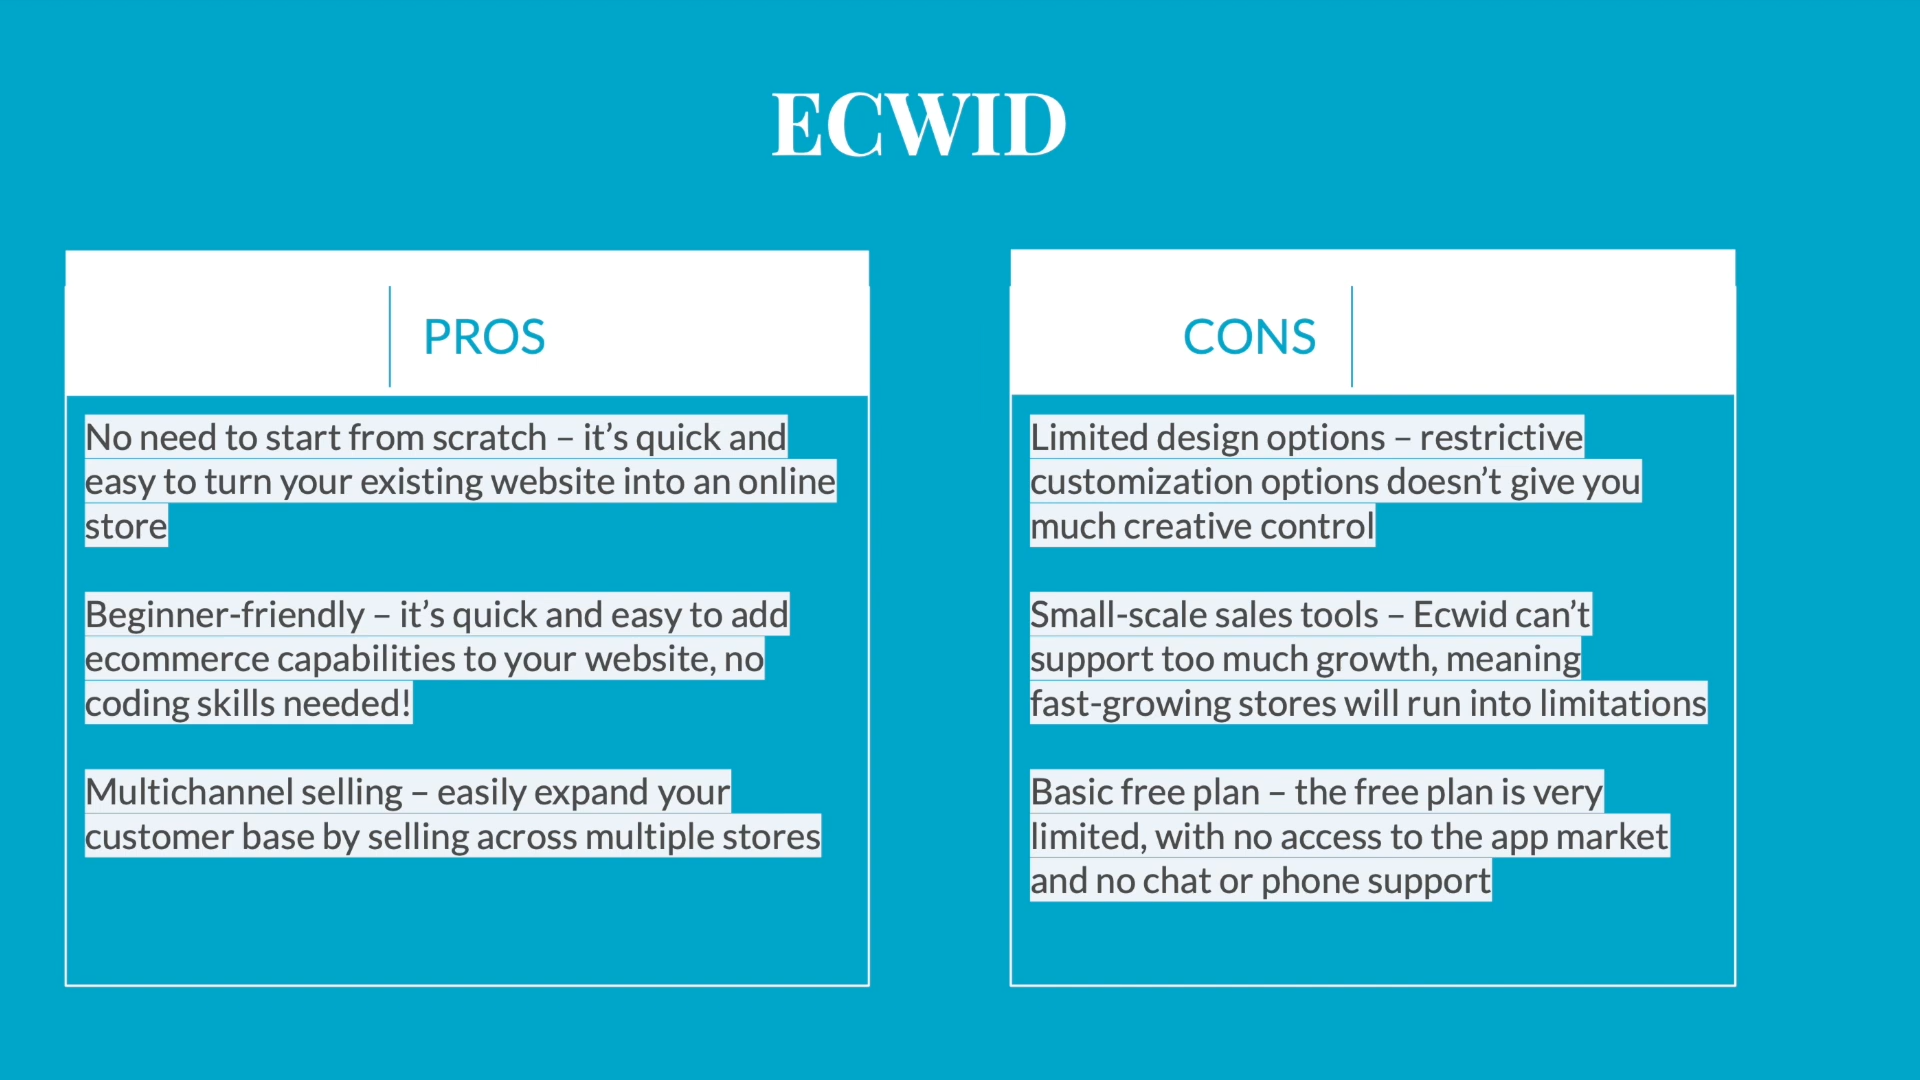 ECWID
PROS
No need to start from scratch – it’s quick and
easy to turn your existing website into an online
store
Beginner-friendly – it’s quick and easy to add
ecommerce capabilities to your website, no
coding skills needed!
Multichannel selling – easily expand your
customer base by selling across multiple stores
CONS
Limited design options – restrictive
customization options doesn’t give you
much creative control
Small-scale sales tools – Ecwid can’t
support too much growth, meaning
fast-growing stores will run into limitations
Basic free plan – the free plan is very
limited, with no access to the app market
and no chat or phone support